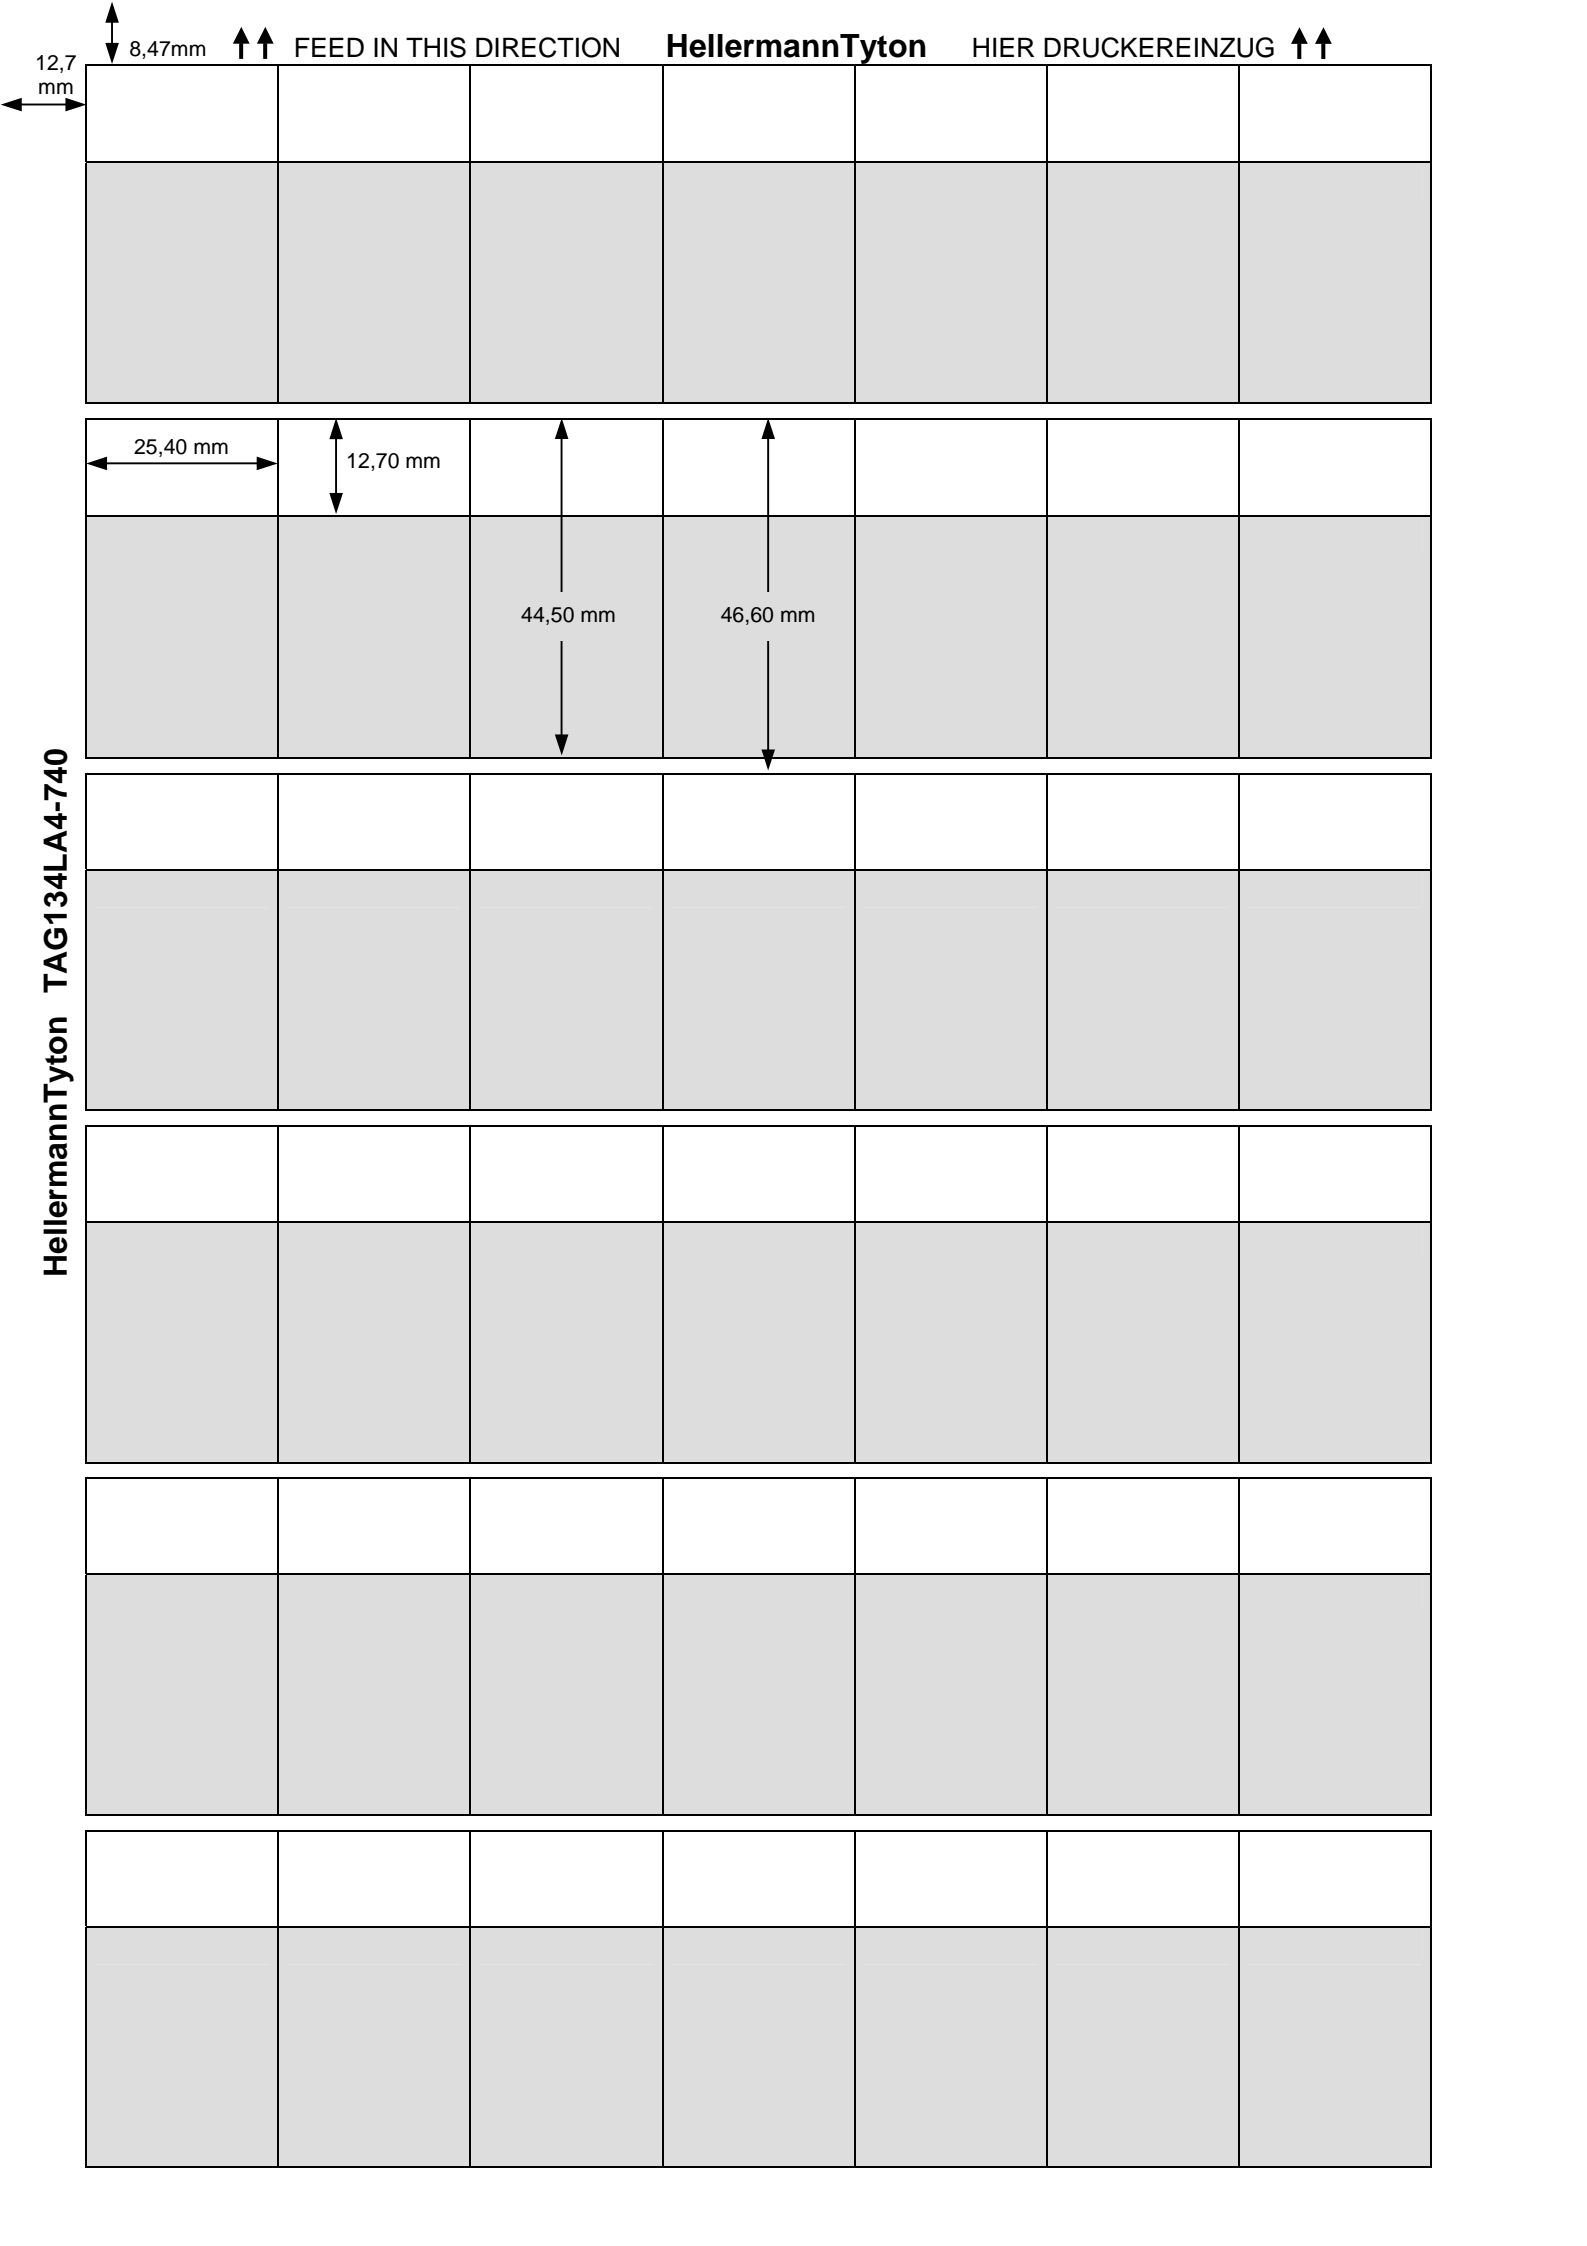 8,47mm FEED IN THIS DIRECTION HellermannTyton HIER DRUCKEREINZUG
12,7
mm
25,40 mm
12,70 mm
44,50 mm
46,60 mm
HellermannTyton TAG134LA4-740